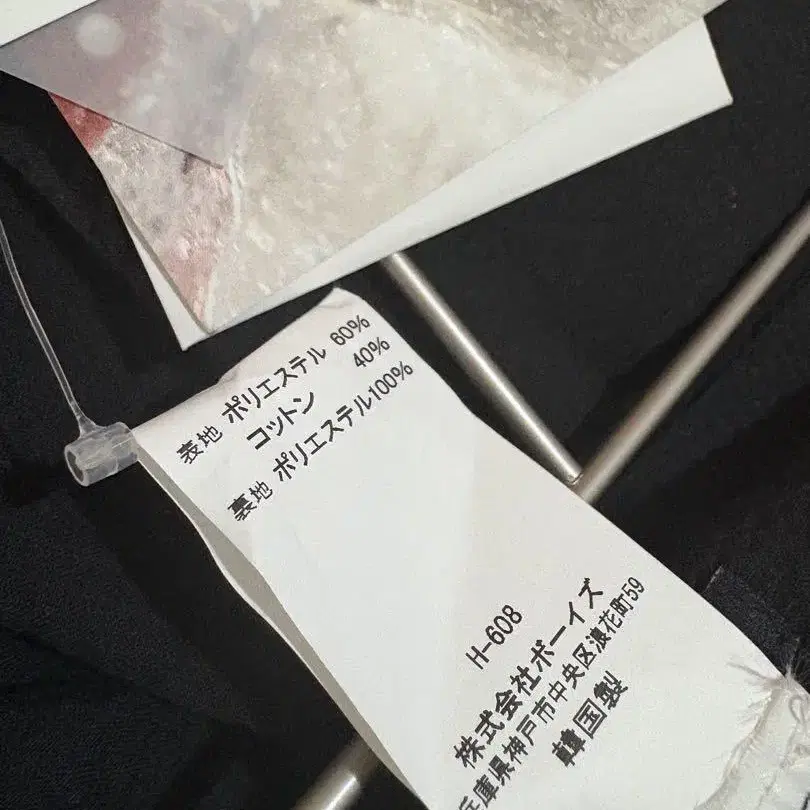 表地 ポリエステル 60%
コットン 40%
裏地 ポリエステル100%
H-608
株式会社ボーイズ
兵庫県神戸市中央区浪花町59
韓国製